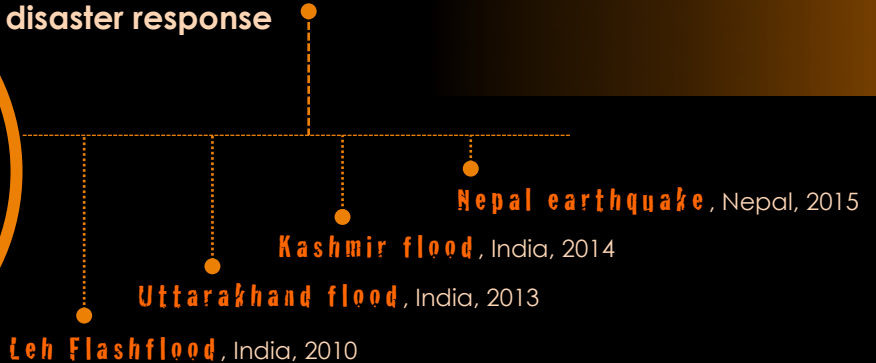 disaster response
Nepal earthquake, Nepal, 2015
Kashmir flood, India, 2014
Uttarakhand flood, India, 2013
Leh Flashflood, India, 2010